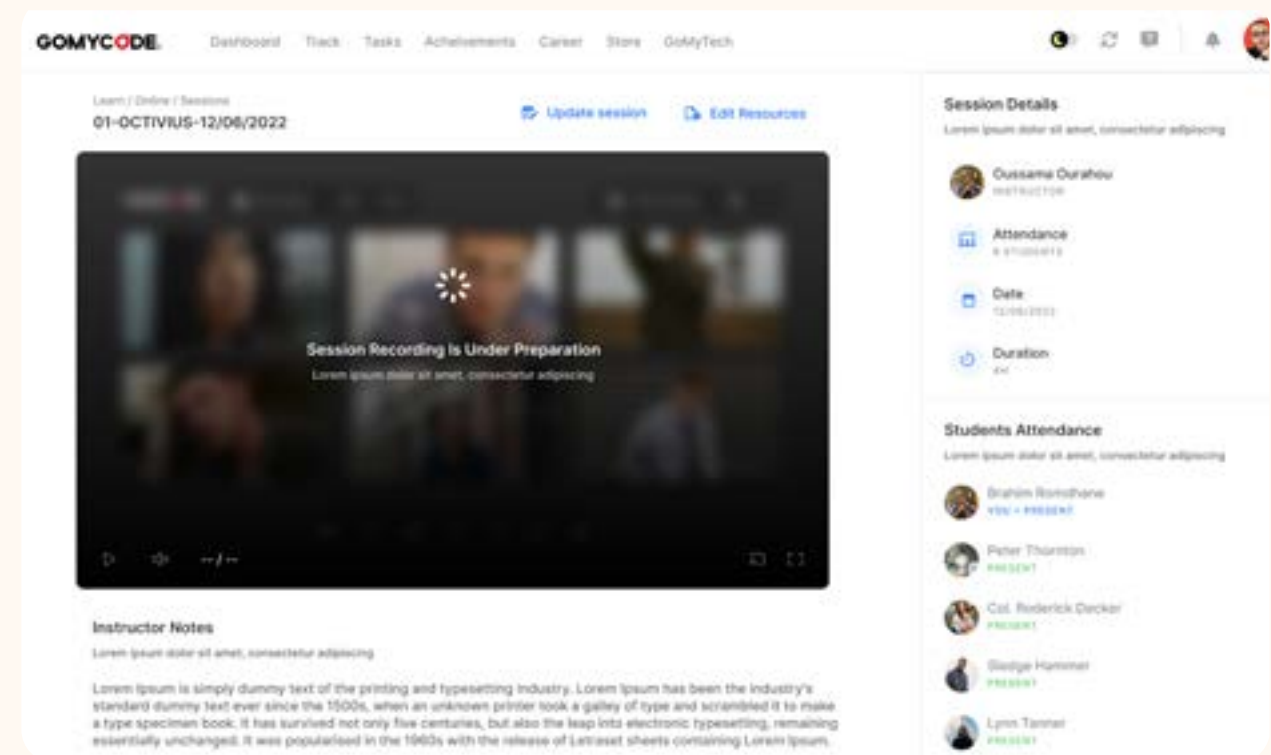 GOMYCODE.
Dashboard Track Tasks Acheivements Career Store GoMyTech
Learn / Online / Sessions
01-OCTIVIUS-12/06/2022
Update session
Edit Resources
Session Recording Is Under Preparation
Lorem ipsum dolor sit amet, consectetur adipiscing
--/--
Instructor Notes
Lorem ipsum dolor sit amet, consectetur adipiscing
Lorem Ipsum is simply dummy text of the printing and typesetting industry. Lorem Ipsum has been the industry's
standard dummy text ever since the 1500s, when an unknown printer took a galley of type and scrambled it to make
a type specimen book. It has survived not only five centuries, but also the leap into electronic typesetting, remaining
essentially unchanged. It was popularised in the 1960s with the release of Letraset sheets containing Lorem Ipsum.
Session Details
Lorem ipsum dolor sit amet, consectetur adipiscing
Oussama Ourahou
INSTRUCTOR
Attendance
STUDENTS
Date
12/06/2022
Duration
Students Attendance
Lorem ipsum dolor sit amet, consectetur adipiscing
Brahim Romdhane
YOU • PRESENT
Peter Thornton
PRESENT
Col. Roderick Decker
PRESENT
Sledge Hammer
PRESENT
Lynn Tanner
PRESENT